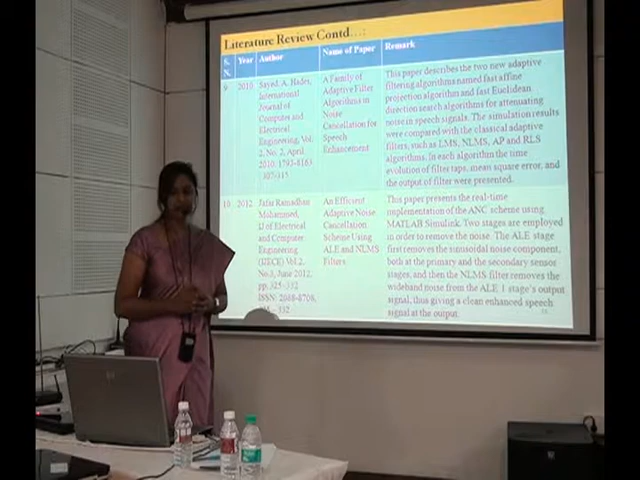 Literature Review Contd...:
S.
N.
Year
Author
Name of Paper
Remark
9
2010
Sayed. A. Hadei,
International
Journal of
Computer and
Electrical
Engineering, Vol.
2, No. 2, April
2010. 1793-8163
307-315
A Family of
Adaptive Filter
Algorithms in
Noise
Cancellation for
Speech
Enhancement
This paper describes the two new adaptive
filtering algorithms named fast affine
projection algorithm and fast Euclidean
direction search algorithms for attenuating
noise in speech signals. The simulation results
were compared with the classical adaptive
filters, such as LMS, NLMS, AP and RLS
algorithms. In each algorithm the time
evolution of filter taps, mean square error, and
the output of filter were presented.
10
2012
Jafar Ramadhan
Mohammed,
IJ of Electrical
and Computer
Engineering
(IJECE) Vol.2,
No.3, June 2012,
pp. 325~332
ISSN: 2088-8708,
332
An Efficient
Adaptive Noise
Cancellation
Scheme Using
ALE and NLMS
Filters
This paper presents the real-time
implementation of the ANC scheme using
MATLAB Simulink. Two stages are employed
in order to remove the noise. The ALE stage
first removes the sinusoidal noise component,
both at the primary and the secondary sensor
stages, and then the NLMS filter removes the
wideband noise from the ALE 1 stage's output
signal, thus giving a clean enhanced speech
signal at the output.